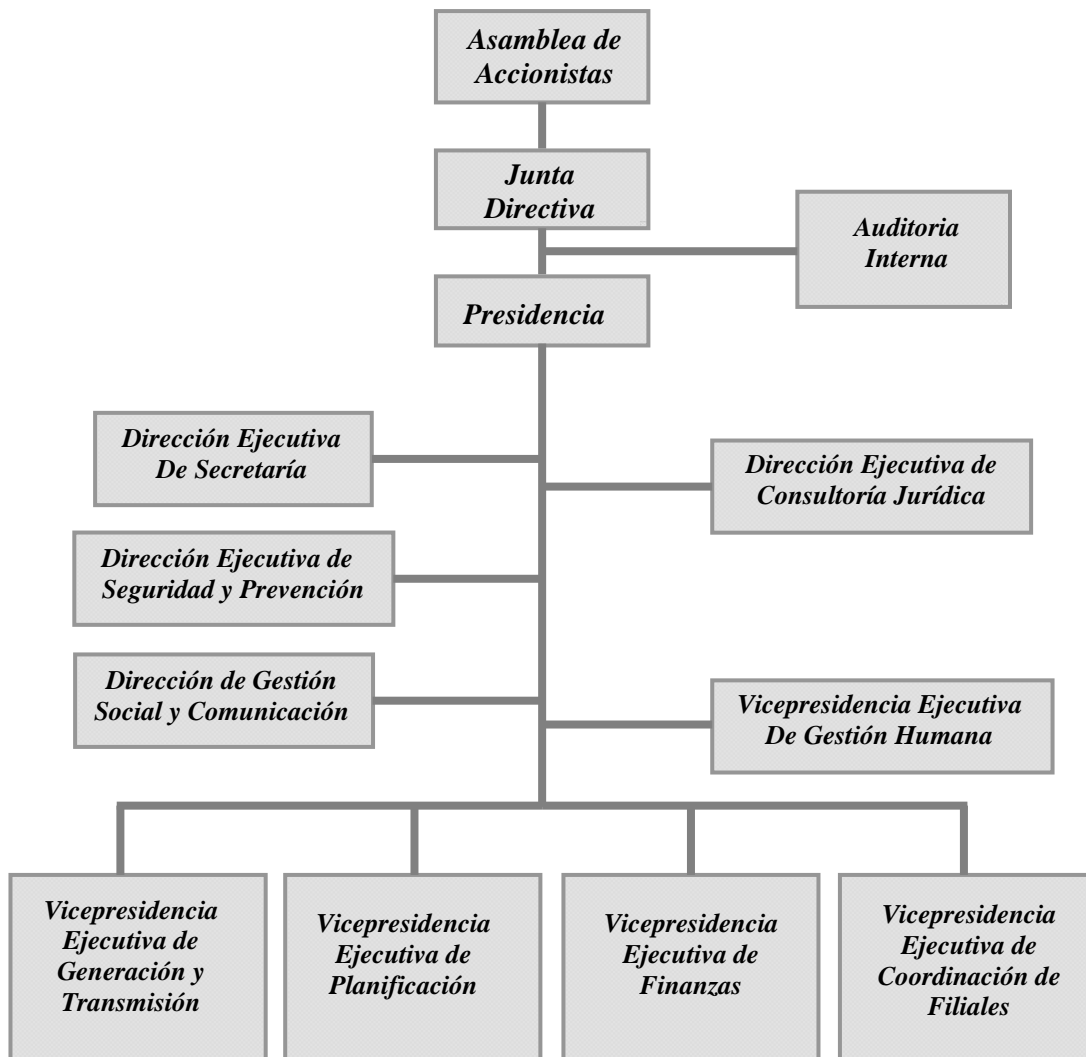 Asamblea de
Accionistas
Junta
Directiva
Auditoria
Interna
Presidencia
Dirección Ejecutiva
De Secretaría
Dirección Ejecutiva de
Consultoría Jurídica
Dirección Ejecutiva de
Seguridad y Prevención
Dirección de Gestión
Social y Comunicación
Vicepresidencia Ejecutiva
De Gestión Humana
Vicepresidencia
Ejecutiva de
Generación y
Transmisión
Vicepresidencia
Ejecutiva de
Planificación
Vicepresidencia
Ejecutiva de
Finanzas
Vicepresidencia
Ejecutiva de
Coordinación de
Filiales